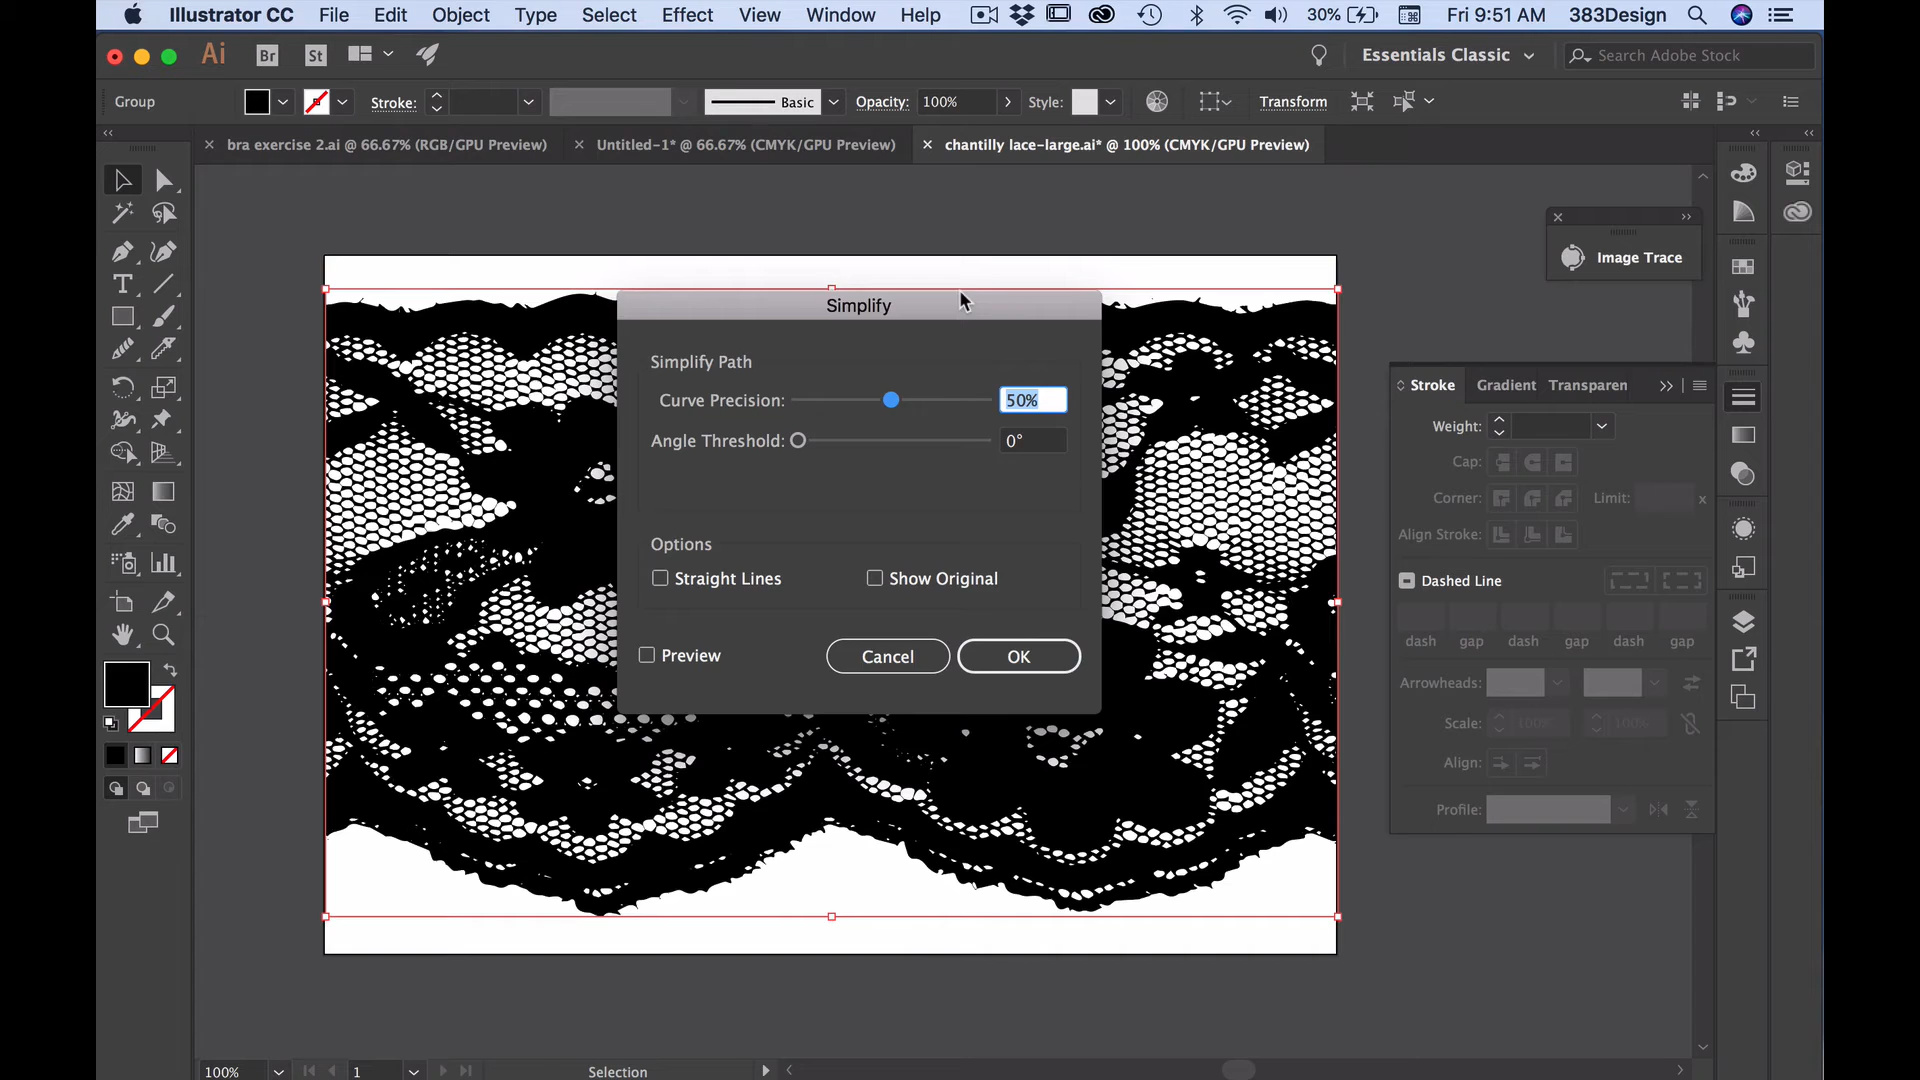 Illustrator CC File Edit Object Type Select Effect View Window Help 30% Fri 9:51 AM 383Design
Ai Br St Essentials Classic Search Adobe Stock
Group Stroke: Basic Opacity: 100% Style: Transform
bra exercise 2.ai @ 66.67% (RGB/GPU Preview) Untitled-1* @ 66.67% (CMYK/GPU Preview) chantilly lace-large.ai* @ 100% (CMYK/GPU Preview)
Image Trace
Simplify
Simplify Path
Curve Precision: 50%
Angle Threshold: 0°
Options
Straight Lines Show Original
Preview Cancel OK
Stroke Gradient Transparen
Weight:
Cap:
Corner: Limit: x
Align Stroke:
Dashed Line
dash gap dash gap dash gap
Arrowheads:
Scale: 100% 100%
Align:
Profile:
100% 1 Selection